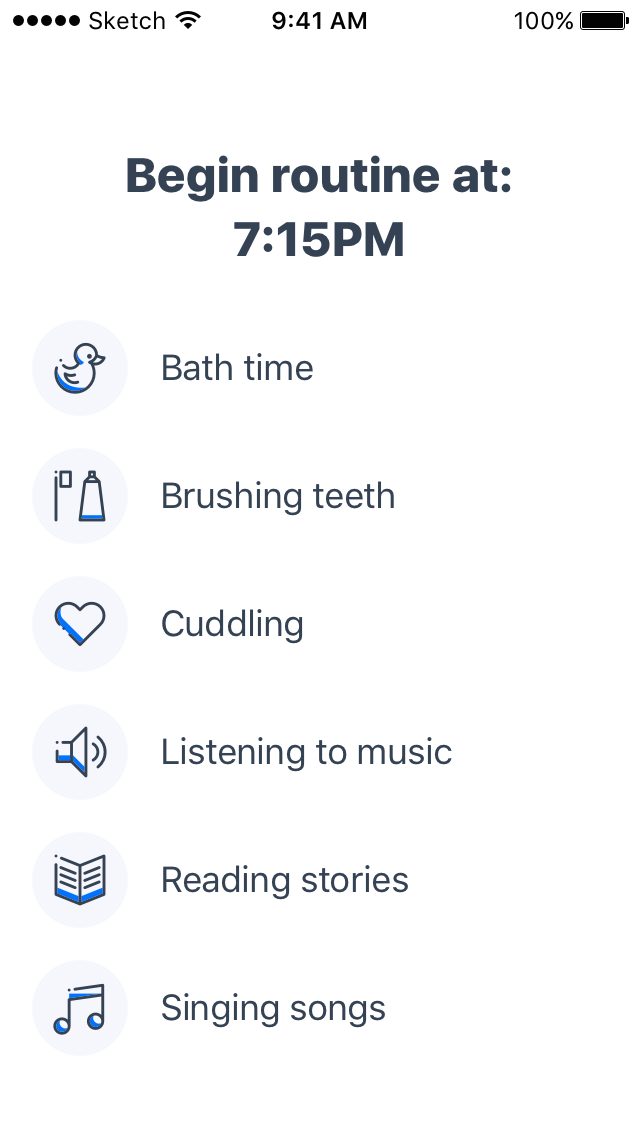 Sketch 9:41 AM 100%
Begin routine at:
7:15PM
Bath time
Brushing teeth
Cuddling
Listening to music
Reading stories
Singing songs